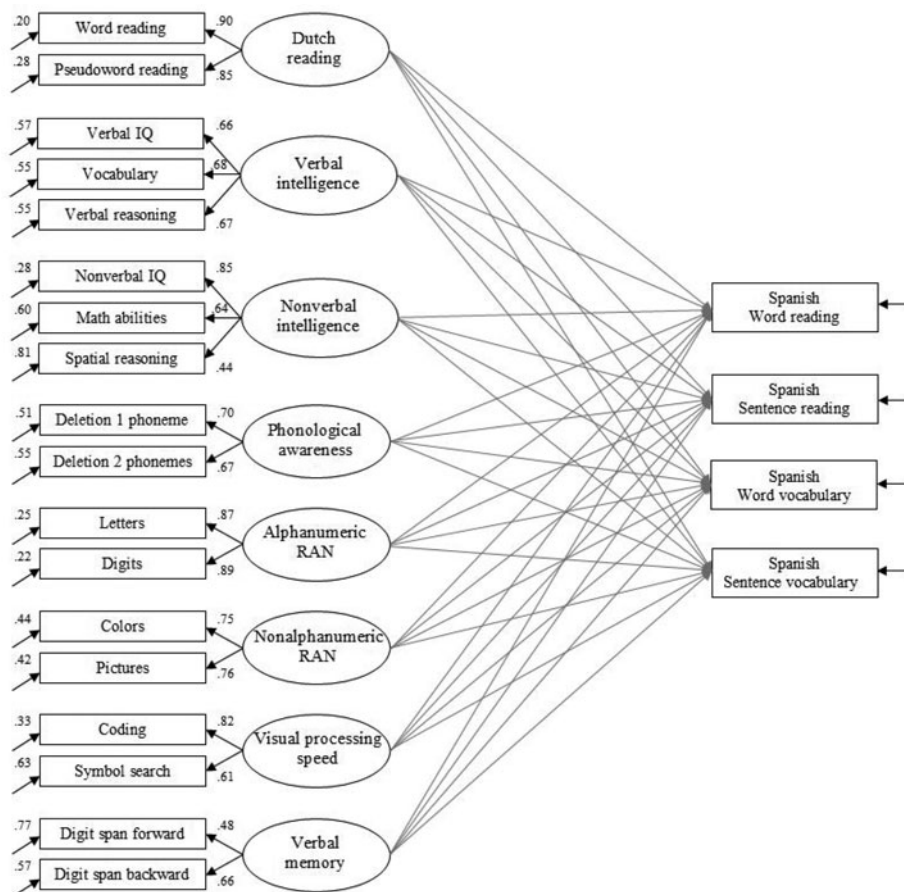 .20
Word reading
.90
Dutch
reading
.28
Pseudoword reading
.85
.57
Verbal IQ
.66
Verbal
intelligence
.55
Vocabulary
.68
.55
Verbal reasoning
.67
.28
Nonverbal IQ
.85
Nonverbal
intelligence
.60
Math abilities
.64
.81
Spatial reasoning
.44
.51
Deletion 1 phoneme
.70
Phonological
awareness
.55
Deletion 2 phonemes
.67
.25
Letters
.87
Alphanumeric
RAN
.22
Digits
.89
.44
Colors
.75
Nonalphanumeric
RAN
.42
Pictures
.76
.33
Coding
.82
Visual processing
speed
.63
Symbol search
.61
.77
Digit span forward
.48
Verbal
memory
.57
Digit span backward
.66
Spanish
Word reading
Spanish
Sentence reading
Spanish
Word vocabulary
Spanish
Sentence vocabulary